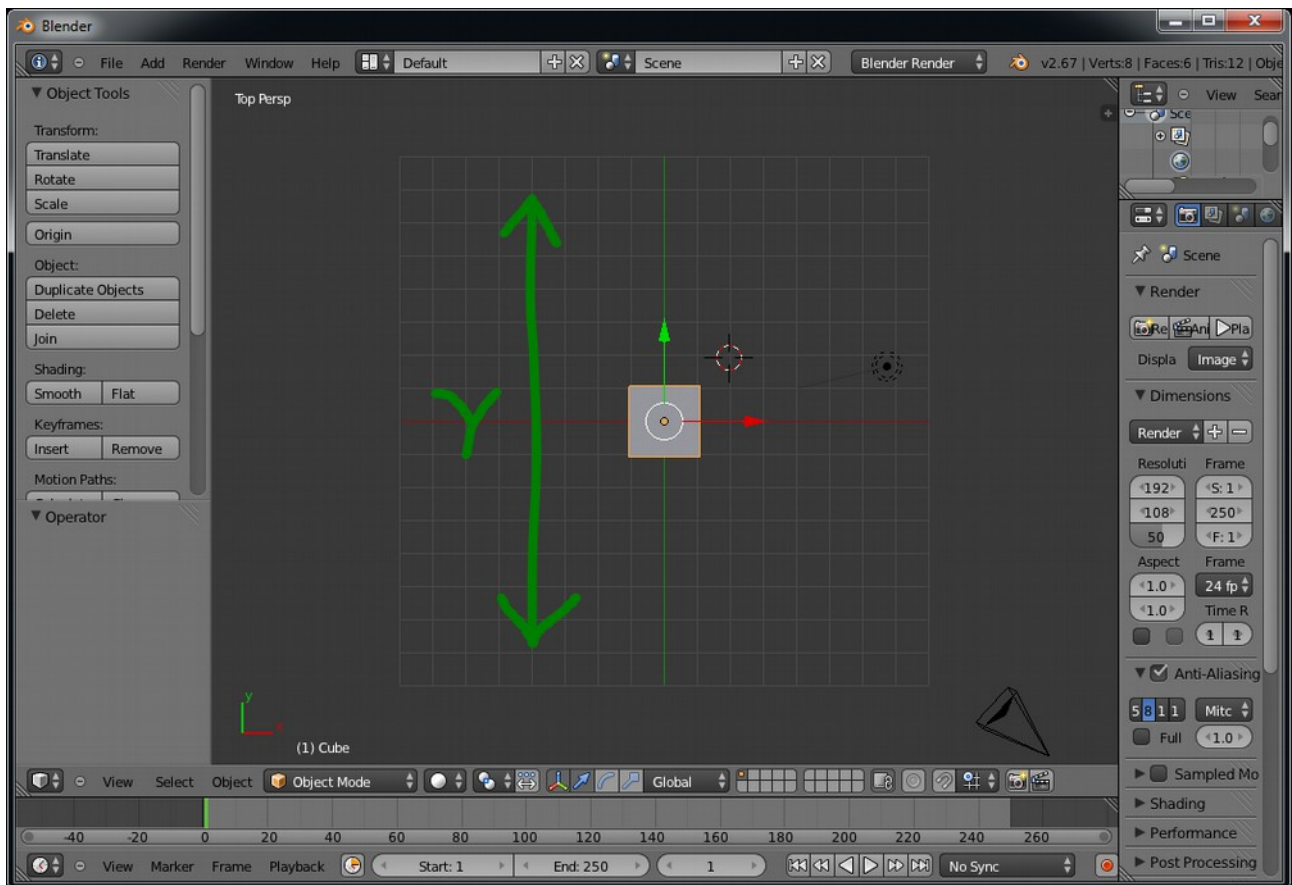 Blender
File Add Render Window Help Default Scene Blender Render v2.67 | Verts:8 | Faces:6 | Tris:12 | Obje
Object Tools
Transform:
Translate
Rotate
Scale
Origin
Object:
Duplicate Objects
Delete
Join
Shading:
Smooth Flat
Keyframes:
Insert Remove
Motion Paths:
Operator
Top Persp
Y
y
x
(1) Cube
View Sear
Sce
Scene
Render
Re Ani Pla
Displa Image
Dimensions
Render
Resoluti Frame
192 S: 1
108 250
50 F: 1
Aspect Frame
1.0 24 fp
1.0 Time R
1 1
Anti-Aliasing
5 8 1 1 Mitc
Full 1.0
Sampled Mo
Shading
Performance
Post Processing
View Select Object Object Mode Global
-40 -20 0 20 40 60 80 100 120 140 160 180 200 220 240 260
View Marker Frame Playback Start: 1 End: 250 1 No Sync